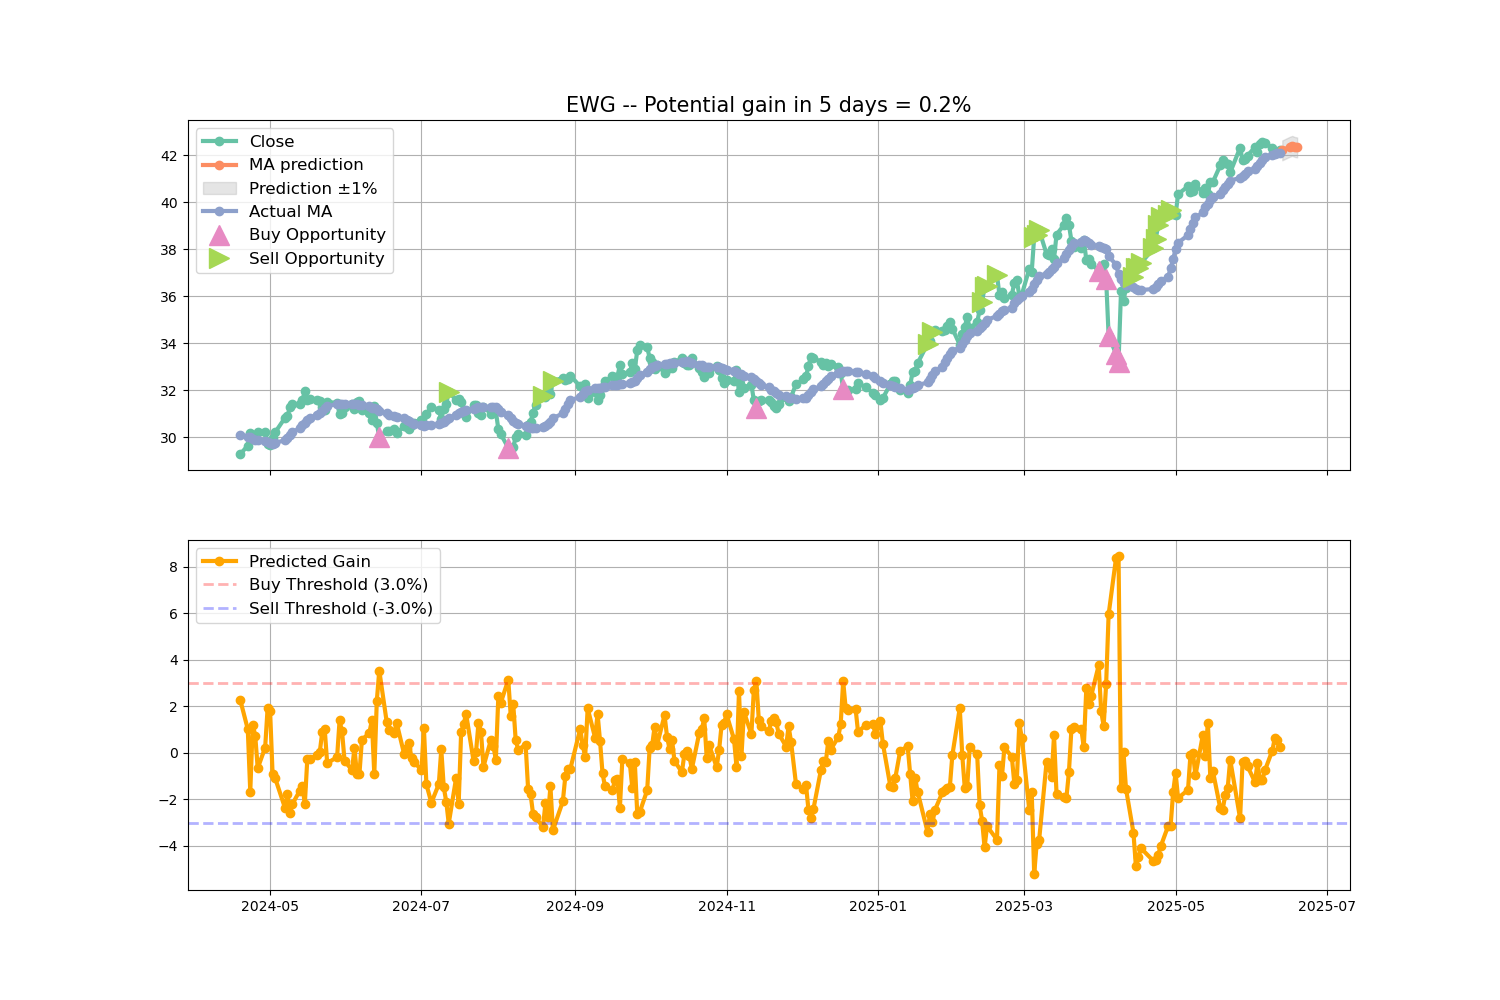 EWG -- Potential gain in 5 days = 0.2%
Close
MA prediction
Prediction ±1%
Actual MA
Buy Opportunity
Sell Opportunity
42
40
38
36
34
32
30
Predicted Gain
Buy Threshold (3.0%)
Sell Threshold (-3.0%)
8
6
4
2
0
−2
−4
2024-05 2024-07 2024-09 2024-11 2025-01 2025-03 2025-05 2025-07